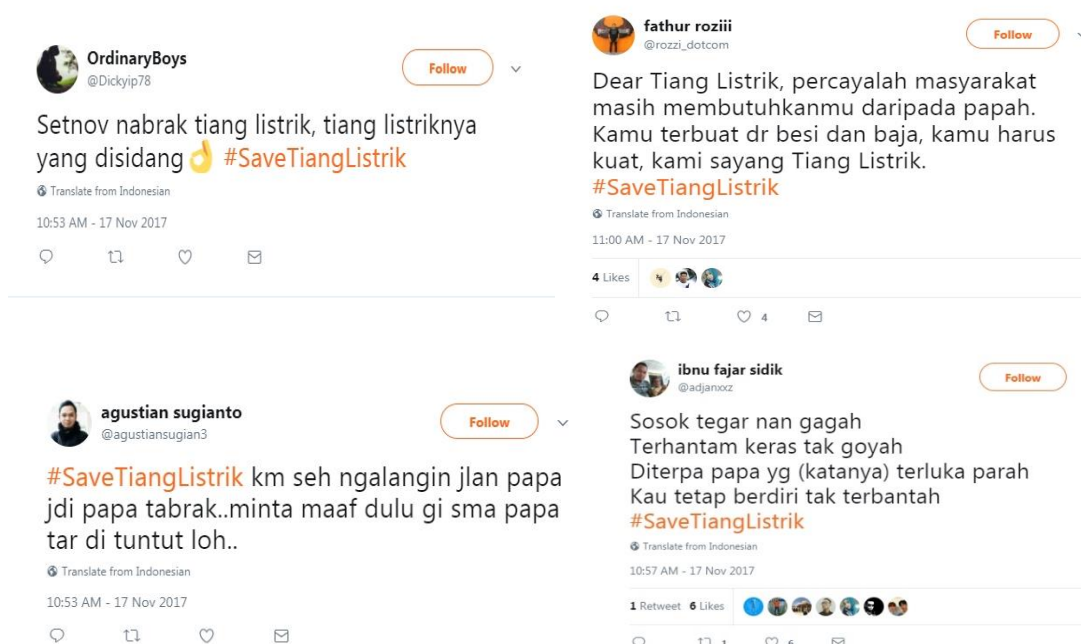 OrdinaryBoys
@Dickyip78
Follow
Setnov nabrak tiang listrik, tiang listriknya
yang disidang👌 #SaveTiangListrik
Translate from Indonesian
10:53 AM - 17 Nov 2017
fathur roziii
@rozzi_dotcom
Follow
Dear Tiang Listrik, percayalah masyarakat
masih membutuhkanmu daripada papah.
Kamu terbuat dr besi dan baja, kamu harus
kuat, kami sayang Tiang Listrik.
#SaveTiangListrik
Translate from Indonesian
11:00 AM - 17 Nov 2017
4 Likes
4
agustian sugianto
@agustiansugian3
Follow
#SaveTiangListrik km seh ngalangin jlan papa
jdi papa tabrak..minta maaf dulu gi sma papa
tar di tuntut loh..
Translate from Indonesian
10:53 AM - 17 Nov 2017
ibnu fajar sidik
@adjanxxz
Follow
Sosok tegar nan gagah
Terhantam keras tak goyah
Diterpa papa yg (katanya) terluka parah
Kau tetap berdiri tak terbantah
#SaveTiangListrik
Translate from Indonesian
10:57 AM - 17 Nov 2017
1 Retweet 6 Likes
1 6